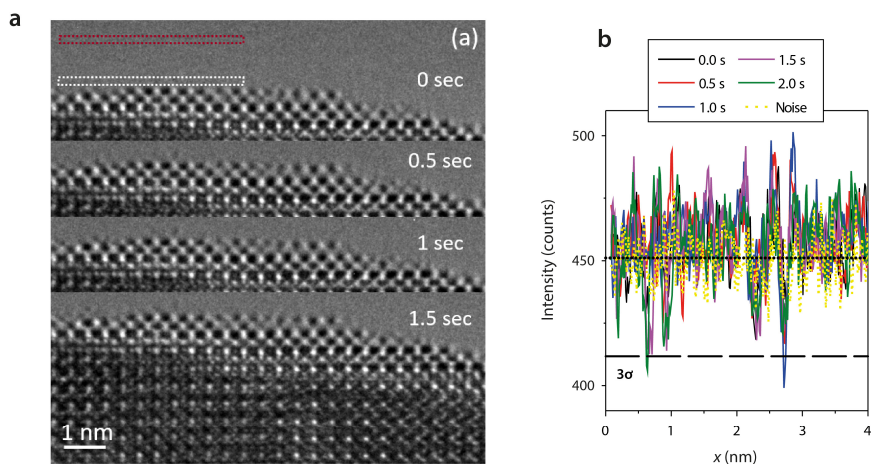 a
(a)
0 sec
0.5 sec
1 sec
1.5 sec
1 nm
b
0.0 s
0.5 s
1.0 s
1.5 s
2.0 s
Noise
500
450
400
Intensity (counts)
3σ
0 1 2 3 4
x (nm)